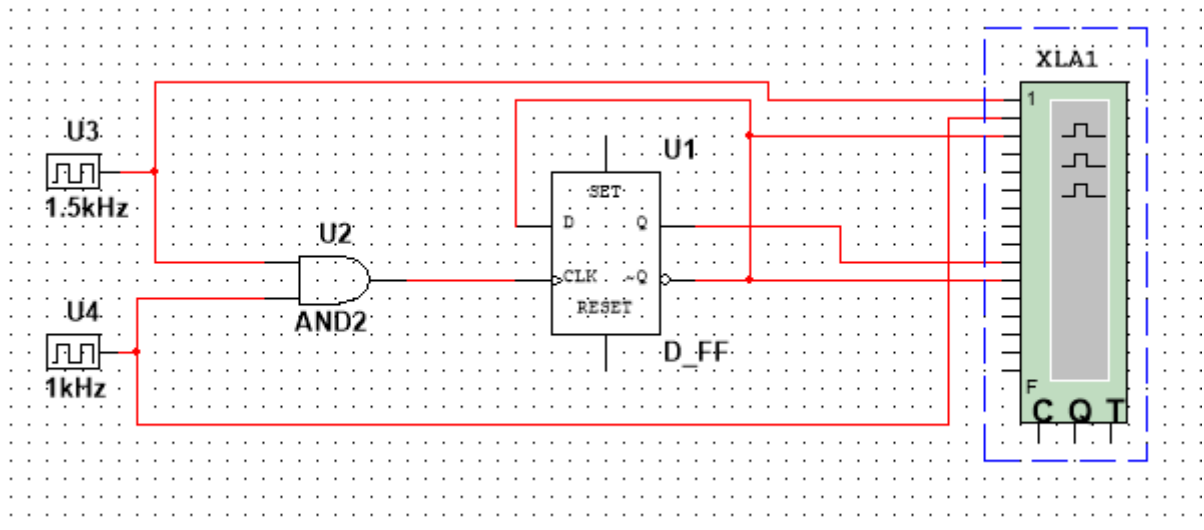 XLA1
U3
1.5kHz
U4
1kHz
U2
AND2
U1
SET
D Q
CLK ~Q
RESET
D_FF
1
F
C Q T